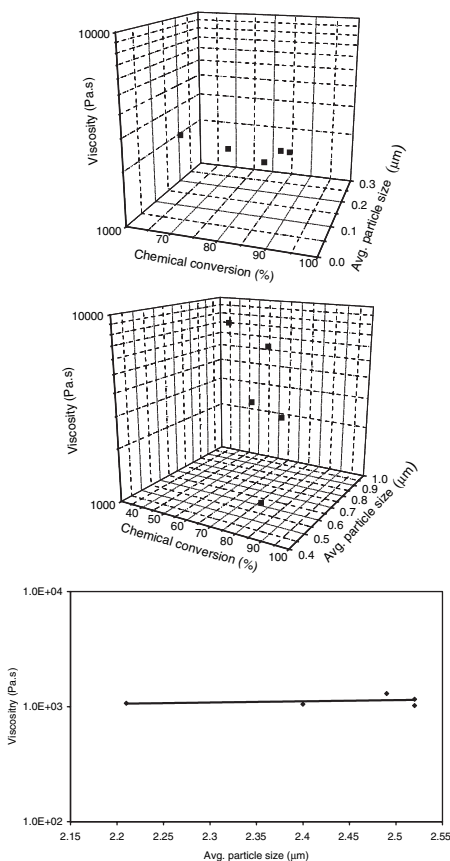 10000
Viscosity (Pa.s)
1000
70
80
90
100
Chemical conversion (%)
0.0
0.1
0.2
0.3
Avg. particle size (μm)
10000
Viscosity (Pa.s)
1000
40
50
60
70
80
90
100
Chemical conversion (%)
0.4
0.5
0.6
0.7
0.8
0.9
1.0
Avg. particle size (μm)
1.0E+04
1.0E+03
1.0E+02
Viscositry (Pa.s)
2.15 2.2 2.25 2.3 2.35 2.4 2.45 2.5 2.55
Avg. particle size (μm)